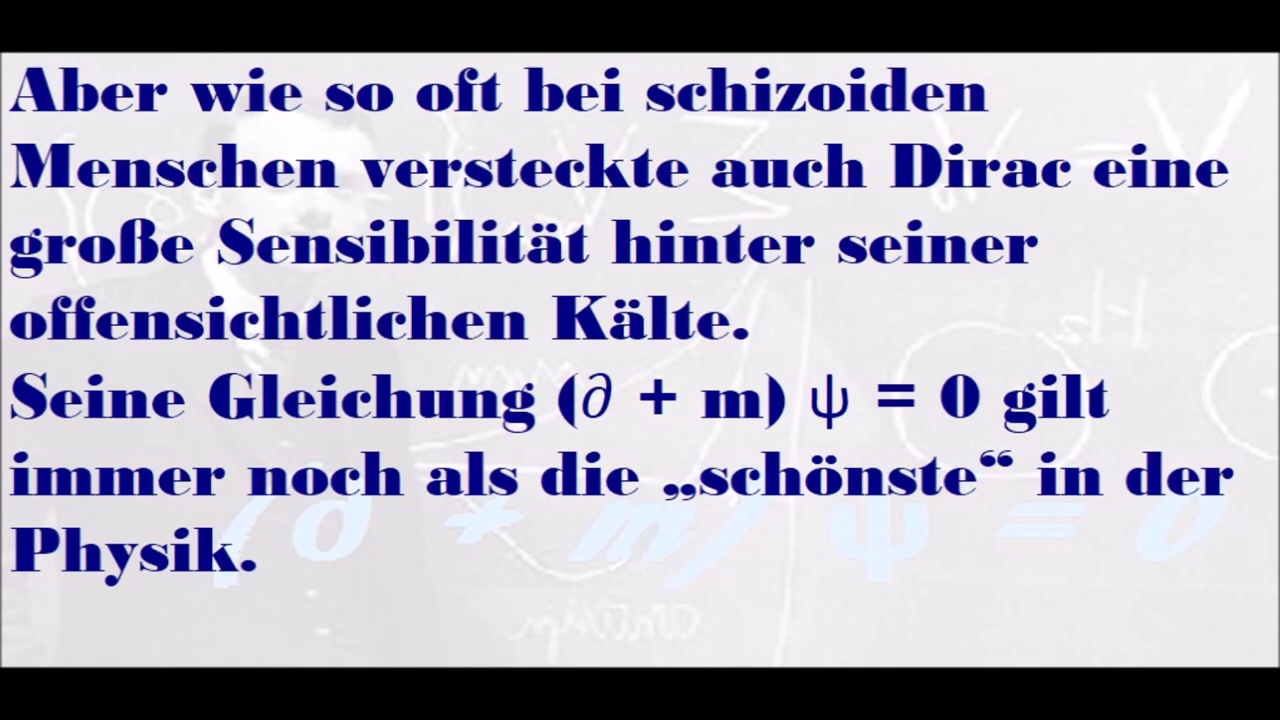 Aber wie so oft bei schizoiden
Menschen versteckte auch Dirac eine
große Sensibilität hinter seiner
offensichtlichen Kälte.
Seine Gleichung (∂ + m) ψ = 0 gilt
immer noch als die „schönste“ in der
Physik.
(∂ + m) ψ = 0